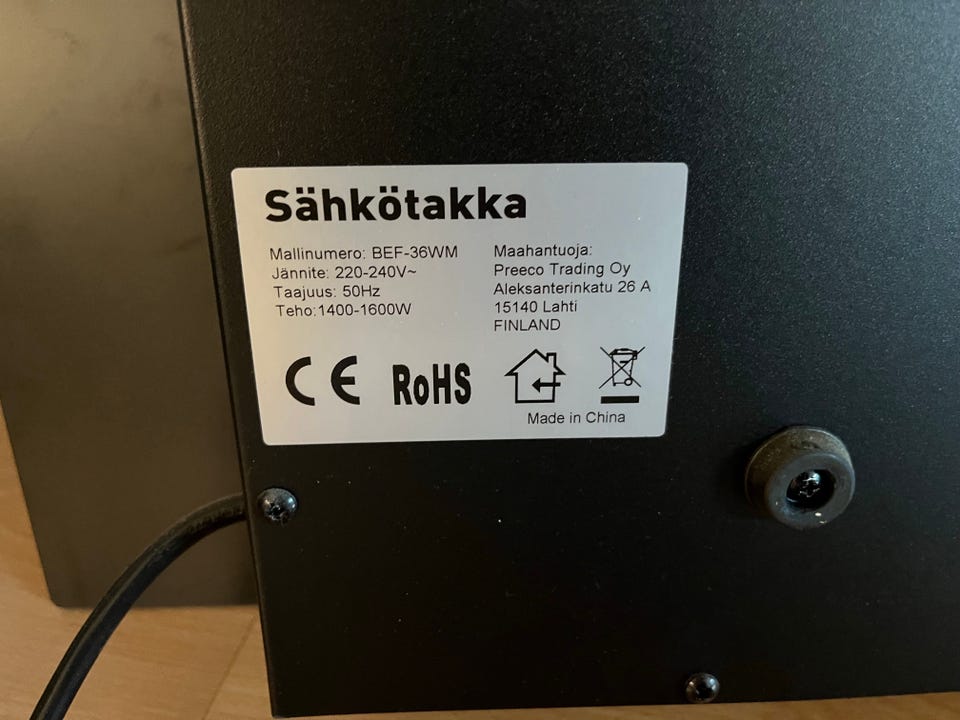 Sähkötakka
Mallinumero: BEF-36WM
Jännite: 220-240V~
Taajuus: 50Hz
Teho:1400-1600W
Maahantuoja:
Preeco Trading Oy
Aleksanterinkatu 26 A
15140 Lahti
FINLAND
CE RoHS
Made in China